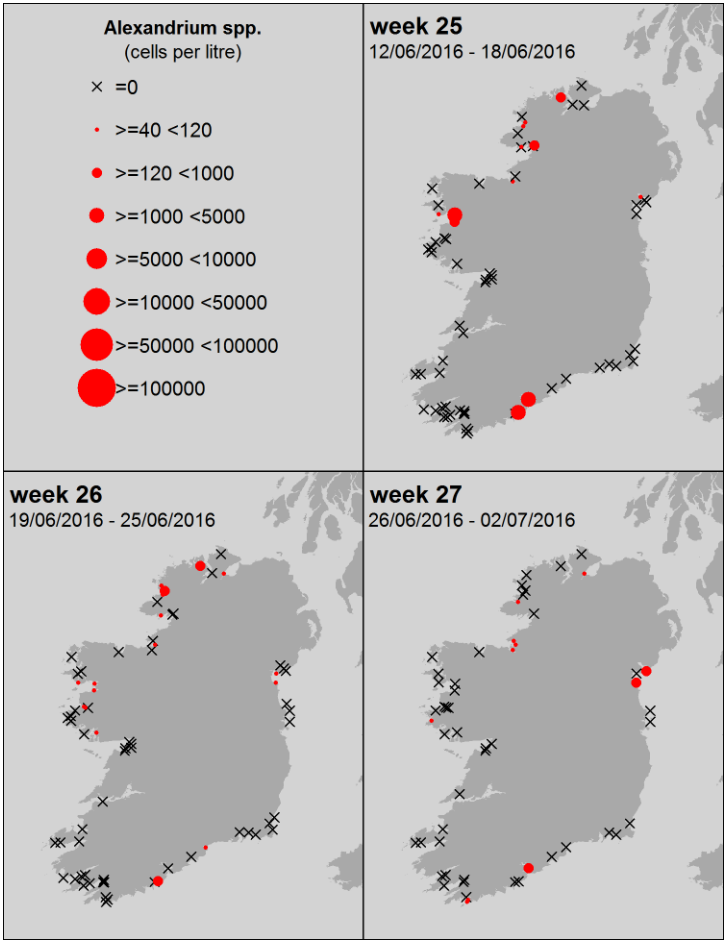 Alexandrium spp.
(cells per litre)
=0
>=40 <120
>=120 <1000
>=1000 <5000
>=5000 <10000
>=10000 <50000
>=50000 <100000
>=100000
week 25
12/06/2016 - 18/06/2016
week 26
19/06/2016 - 25/06/2016
week 27
26/06/2016 - 02/07/2016